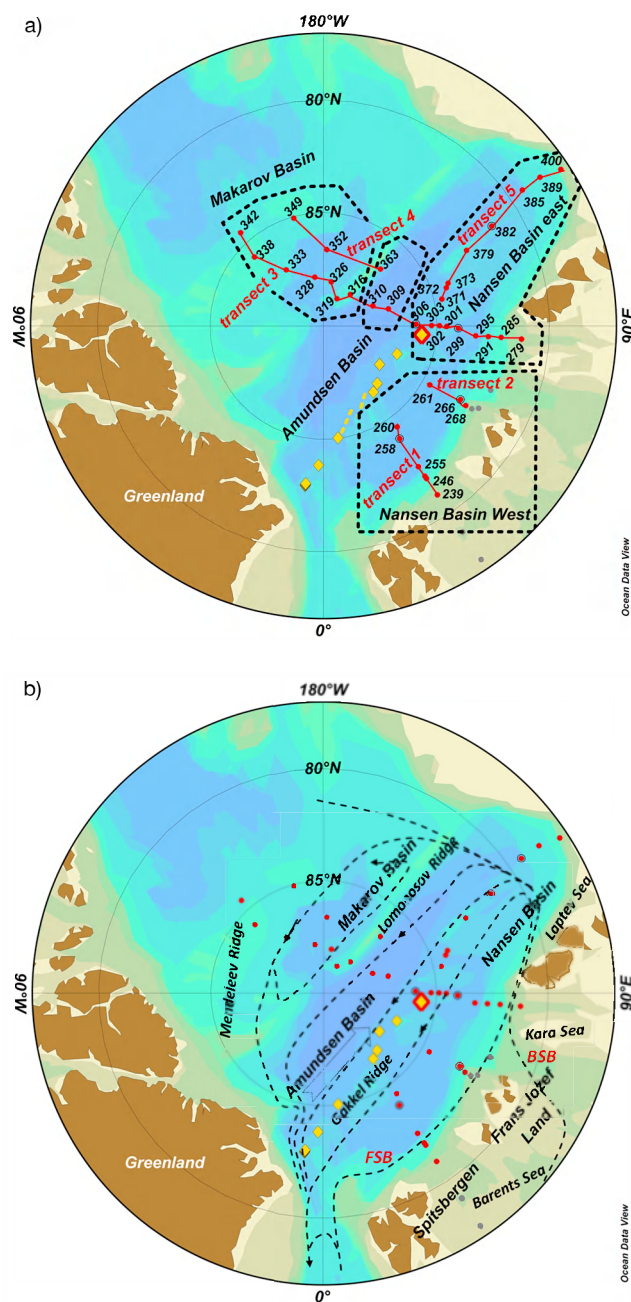 a)
180°W
80°N
400
Makarov Basin
389
transect 5
385
349
85°N
342
transect 4
382
Nansen Basin east
338
352
379
transect 3
333
363
326
372
373
328
316
310
371
319
309
306
303
301
295
285
302
299
291
279
90°W
90°E
Amundsen Basin
transect 2
261
266
268
260
258
transect 1
255
246
239
Greenland
Nansen Basin West
Ocean Data View
0°
b)
180°W
80°N
85°N
Makarov Basin
Lomonosov Ridge
Nansen Basin
Laptev Sea
Mendeleev Ridge
90°W
90°E
Amundsen Basin
Kara Sea
BSB
Gakkel Ridge
Frans Jozef
Land
FSB
Greenland
Spitsbergen
Barents Sea
Ocean Data View
0°